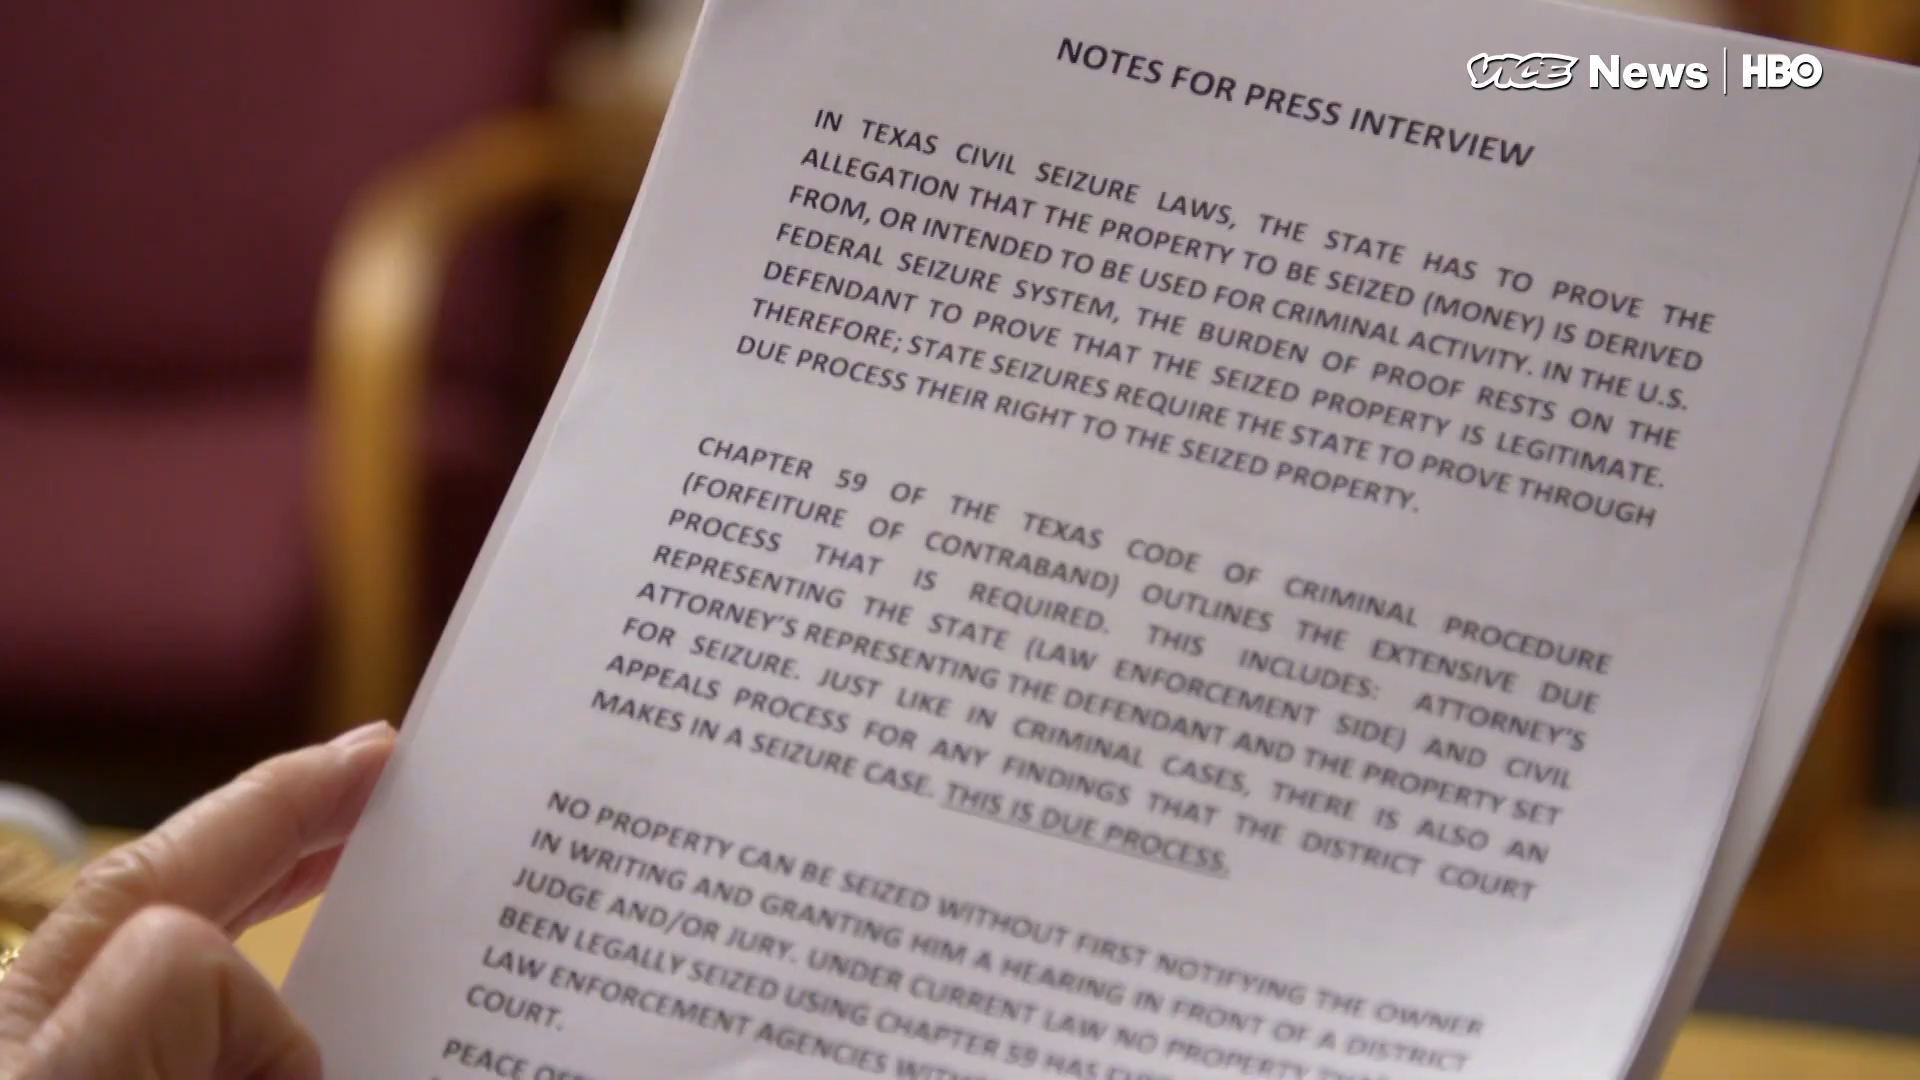 VICE News | HBO
NOTES FOR PRESS INTERVIEW
IN TEXAS CIVIL SEIZURE LAWS, THE STATE HAS TO PROVE THE
ALLEGATION THAT THE PROPERTY TO BE SEIZED (MONEY) IS DERIVED
FROM, OR INTENDED TO BE USED FOR CRIMINAL ACTIVITY. IN THE U.S.
FEDERAL SEIZURE SYSTEM, THE BURDEN OF PROOF RESTS ON THE
DEFENDANT TO PROVE THAT THE SEIZED PROPERTY IS LEGITIMATE.
THEREFORE; STATE SEIZURES REQUIRE THE STATE TO PROVE THROUGH
DUE PROCESS THEIR RIGHT TO THE SEIZED PROPERTY.
CHAPTER 59 OF THE TEXAS CODE OF CRIMINAL PROCEDURE
(FORFEITURE OF CONTRABAND) OUTLINES THE EXTENSIVE DUE
PROCESS THAT IS REQUIRED. THIS INCLUDES: ATTORNEY'S
REPRESENTING THE STATE (LAW ENFORCEMENT SIDE) AND CIVIL
ATTORNEY'S REPRESENTING THE DEFENDANT AND THE PROPERTY SET
FOR SEIZURE. JUST LIKE IN CRIMINAL CASES, THERE IS ALSO AN
APPEALS PROCESS FOR ANY FINDINGS THAT THE DISTRICT COURT
MAKES IN A SEIZURE CASE. THIS IS DUE PROCESS.
NO PROPERTY CAN BE SEIZED WITHOUT FIRST NOTIFYING THE OWNER
IN WRITING AND GRANTING HIM A HEARING IN FRONT OF A DISTRICT
JUDGE AND/OR JURY. UNDER CURRENT LAW NO PROPERTY
BEEN LEGALLY SEIZED USING CHAPTER 59 HAS
LAW ENFORCEMENT AGENCIES
COURT.
PEACE